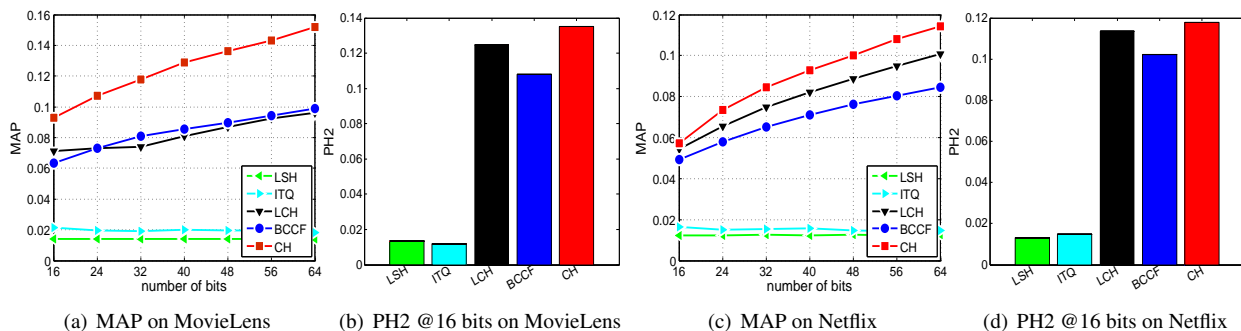 0.16
0.14
0.12
0.1
0.08
0.06
0.04
0.02
0
MAP
16 24 32 40 48 56 64
number of bits
LSH
ITQ
LCH
BCCF
CH
(a) MAP on MovieLens
0.14
0.12
0.1
0.08
0.06
0.04
0.02
0
PH2
LSH ITQ LCH BCCF CH
(b) PH2 @16 bits on MovieLens
0.12
0.1
0.08
0.06
0.04
0.02
0
MAP
16 24 32 40 48 56 64
number of bits
LSH
ITQ
LCH
BCCF
CH
(c) MAP on Netflix
0.12
0.1
0.08
0.06
0.04
0.02
0
PH2
LSH ITQ LCH BCCF CH
(d) PH2 @16 bits on Netflix